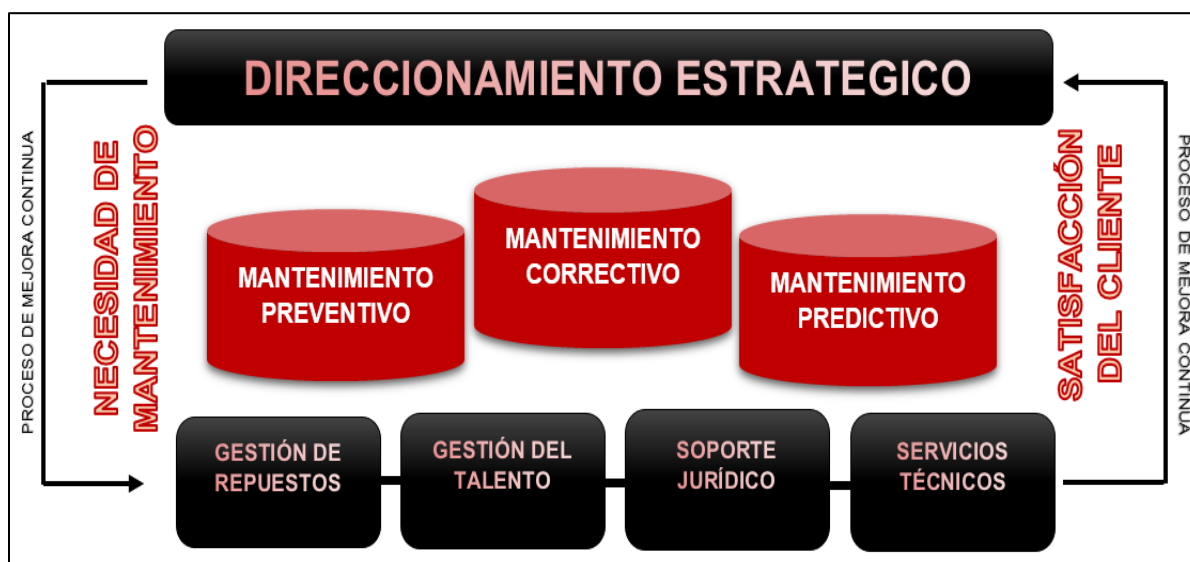 DIRECCIONAMIENTO ESTRATEGICO
PROCESO DE MEJORA CONTINUA
NECESIDAD DE
MANTENIMIENTO
MANTENIMIENTO
PREVENTIVO
MANTENIMIENTO
CORRECTIVO
MANTENIMIENTO
PREDICTIVO
SATISFACCIÓN
DEL CLIENTE
PROCESO DE MEJORA CONTINUA
GESTIÓN DE
REPUESTOS
GESTIÓN DEL
TALENTO
SOPORTE
JURÍDICO
SERVICIOS
TÉCNICOS